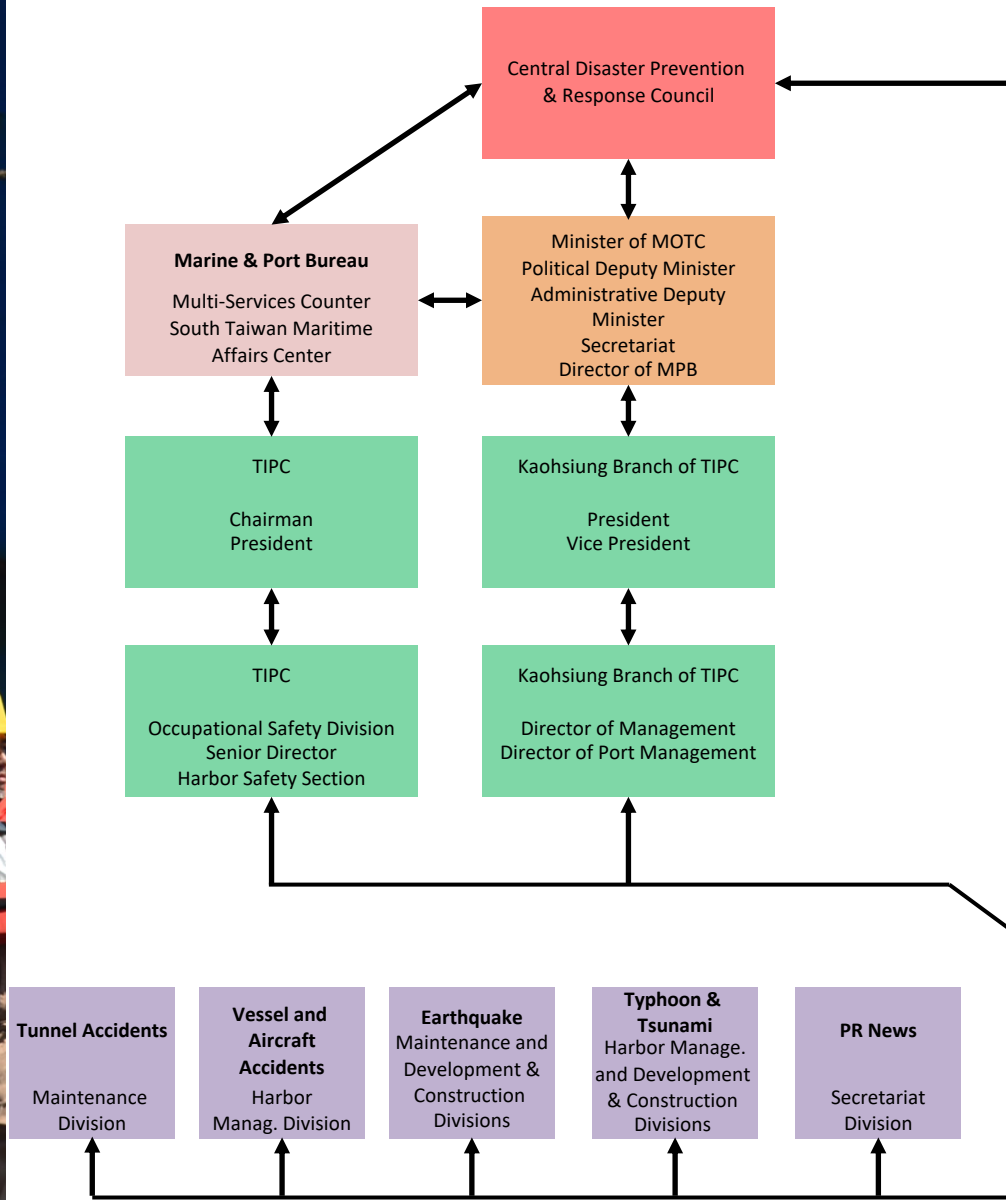 Central Disaster Prevention
& Response Council
Marine & Port Bureau
Multi-Services Counter
South Taiwan Maritime
Affairs Center
Minister of MOTC
Political Deputy Minister
Administrative Deputy
Minister
Secretariat
Director of MPB
TIPC
Chairman
President
Kaohsiung Branch of TIPC
President
Vice President
TIPC
Occupational Safety Division
Senior Director
Harbor Safety Section
Kaohsiung Branch of TIPC
Director of Management
Director of Port Management
Tunnel Accidents
Maintenance
Division
Vessel and
Aircraft
Accidents
Harbor
Manag. Division
Earthquake
Maintenance and
Development &
Construction
Divisions
Typhoon &
Tsunami
Harbor Manage.
and Development
& Construction
Divisions
PR News
Secretariat
Division